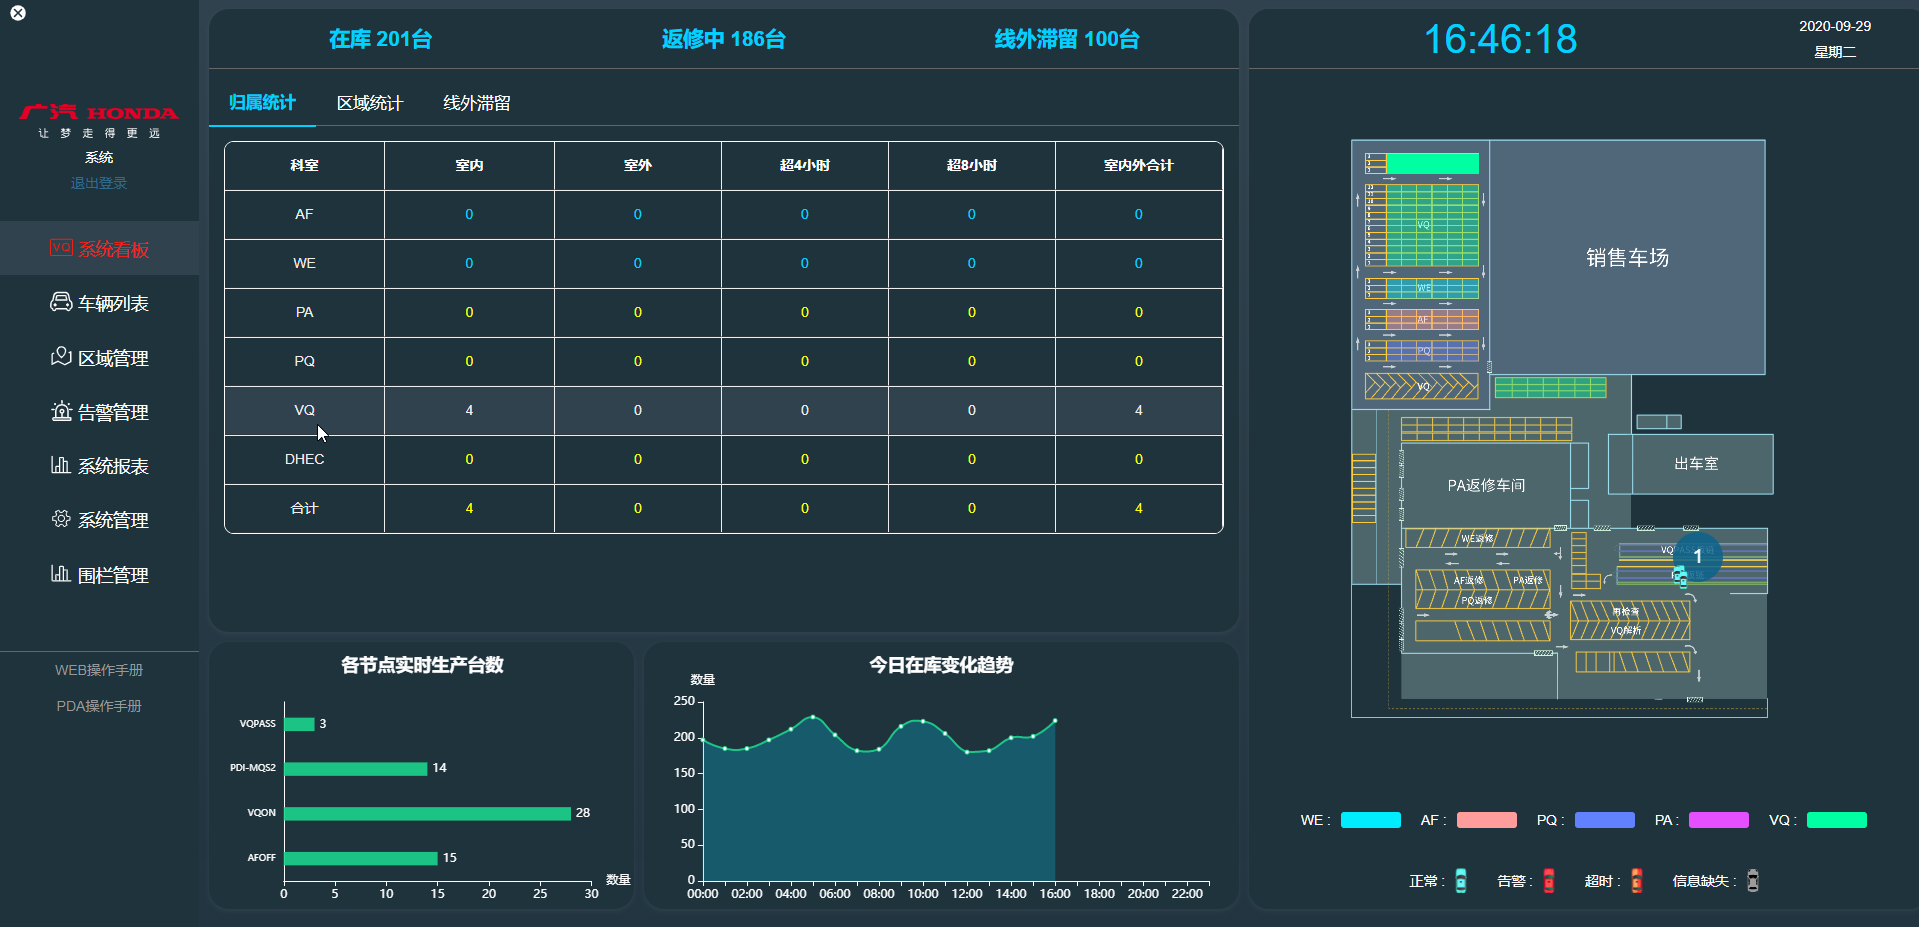 广汽 HONDA
让梦走得更远
系统
退出登录
VQ 系统看板
车辆列表
区域管理
告警管理
系统报表
系统管理
围栏管理
WEB操作手册
PDA操作手册
在库 201台
返修中 186台
线外滞留 100台
归属统计
区域统计
线外滞留
科室 室内 室外 超4小时 超8小时 室内外合计
AF 0 0 0 0 0
WE 0 0 0 0 0
PA 0 0 0 0 0
PQ 0 0 0 0 0
VQ 4 0 0 0 4
DHEC 0 0 0 0 0
合计 4 0 0 0 4
各节点实时生产台数
VQPASS 3
PDI-MQS2 14
VQON 28
AFOFF 15
数量
0 5 10 15 20 25 30
今日在库变化趋势
数量
250
200
150
100
50
0
00:00 02:00 04:00 06:00 08:00 10:00 12:00 14:00 16:00 18:00 20:00 22:00
16:46:18
2020-09-29
星期二
VQ
WE
AF
PQ
VQ
销售车场
出车室
PA返修车间
WE返修
AF返修 PA返修
PQ返修
1
再检查
VQ解析
WE : AF : PQ : PA : VQ :
正常 : 告警 : 超时 : 信息缺失 :